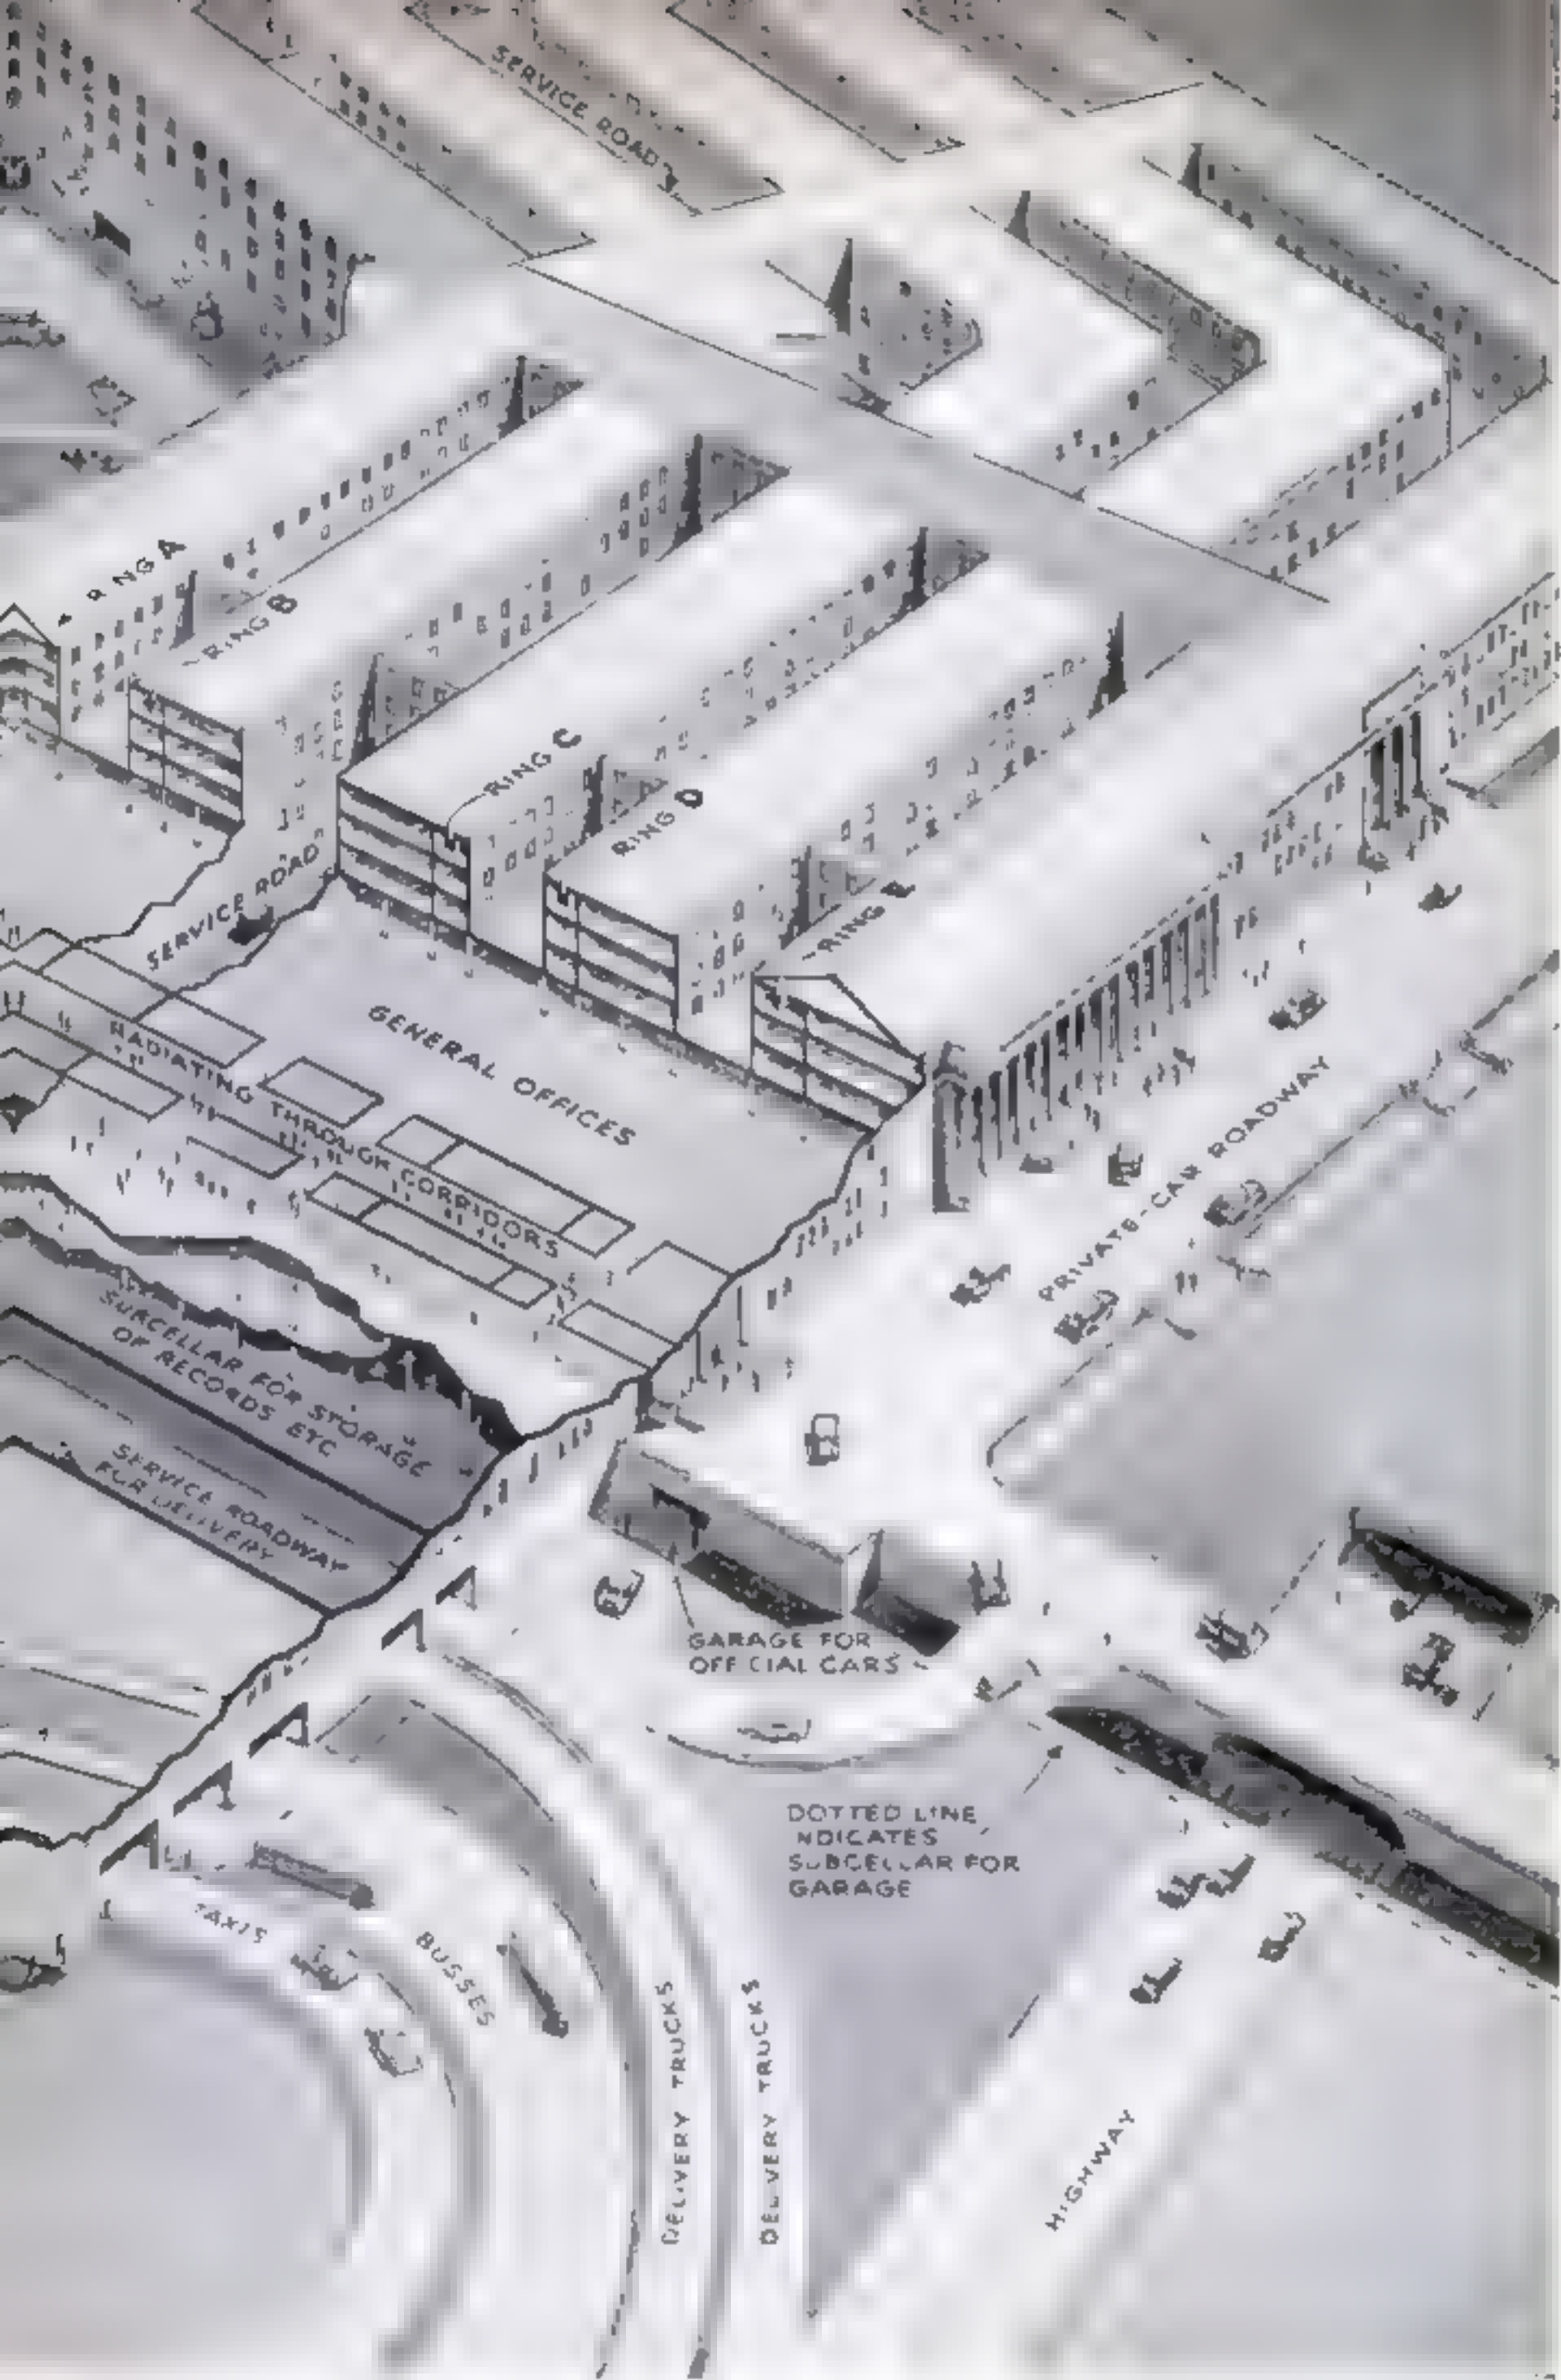 SERVICE ROAD
RING A
RING B
RING C
RING D
RING
SERVICE ROAD
GENERAL OFFICES
RADIATING THROUGH CORRIDORS
PRIVATE-CAR ROADWAY
SUBCELLAR FOR STORAGE
OF RECORDS ETC
SERVICE ROADWAY
FOR DELIVERY
GARAGE FOR
OFFICIAL CARS
DOTTED LINE
INDICATES
SUBCELLAR FOR
GARAGE
TAXIS
BUSSES
DELIVERY TRUCKS
DELIVERY TRUCKS
HIGHWAY